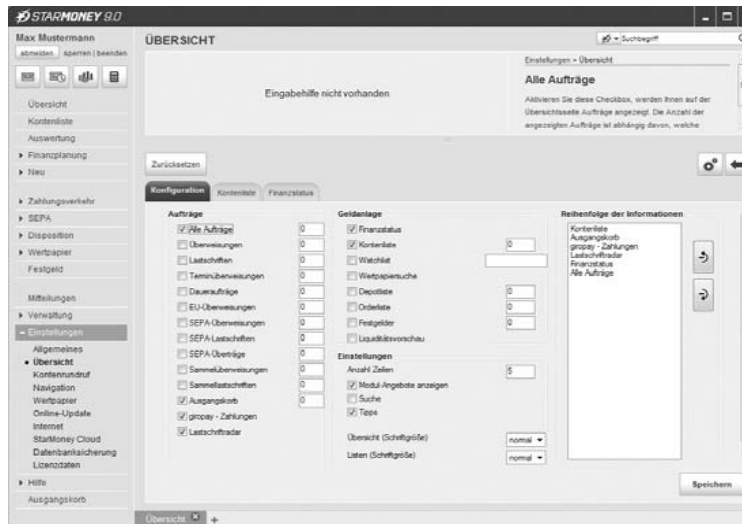 STARMONEY 9.0
Max Mustermann
abmelden sperren | beenden
Übersicht
Kontenliste
Auswertung
Finanzplanung
Neu
Zahlungsverkehr
SEPA
Disposition
Wertpapier
Festgeld
Mitteilungen
Verwaltung
Einstellungen
Allgemeines
Übersicht
Kontenrundruf
Navigation
Wertpapier
Online-Update
Internet
StarMoney Cloud
Datenbanksicherung
Lizenzdaten
Hilfe
Ausgangskorb
ÜBERSICHT
Suchbegriff
Eingabehilfe nicht vorhanden
Einstellungen > Übersicht
Alle Aufträge
Aktivieren Sie diese Checkbox, werden Ihnen auf der
Übersichtsseite Aufträge angezeigt. Die Anzahl der
angezeigten Aufträge ist abhängig davon, welche
Zurücksetzen
Konfiguration Kontenliste Finanzstatus
Aufträge
Alle Aufträge 0
Überweisungen 0
Lastschriften 0
Terminüberweisungen 0
Daueraufträge 0
EU-Überweisungen 0
SEPA-Überweisungen 0
SEPA-Lastschriften 0
SEPA-Überträge 0
Sammelüberweisungen 0
Sammellastschriften 0
Ausgangskorb 0
giropay - Zahlungen
Lastschriftradar
Geldanlage
Finanzstatus
Kontenliste 0
Watchlist
Wertpapiersuche
Depotliste 0
Orderliste 0
Festgelder 0
Liquiditätsvorschau
Einstellungen
Anzahl Zeilen 5
Modul-Angebote anzeigen
Suche
Tipps
Übersicht (Schriftgröße) normal
Listen (Schriftgröße) normal
Reihenfolge der Informationen
Kontenliste
Ausgangskorb
giropay - Zahlungen
Lastschriftradar
Finanzstatus
Alle Aufträge
Speichern
Übersicht +